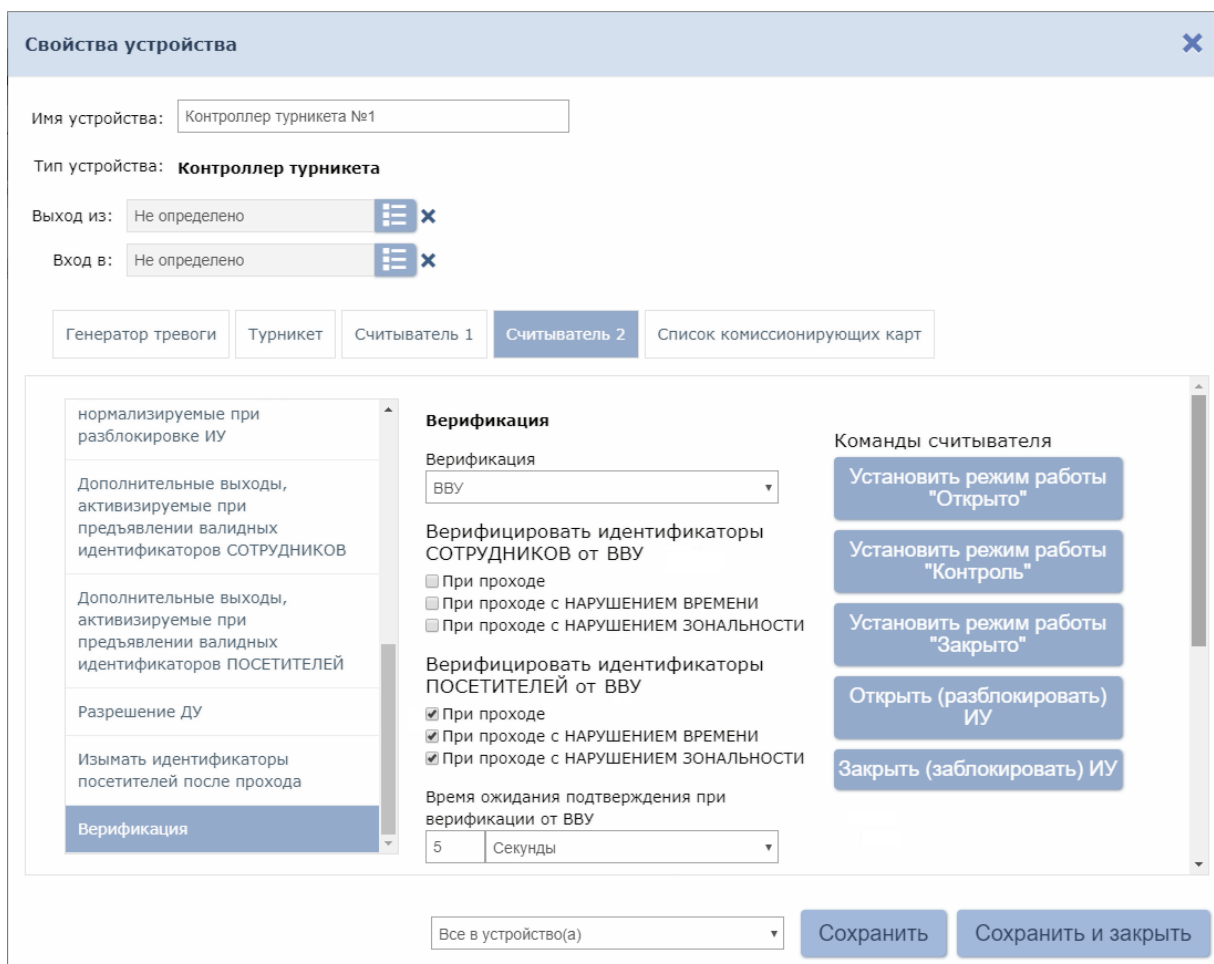 Свойства устройства
Имя устройства: Контроллер турникета №1
Тип устройства: Контроллер турникета
Выход из: Не определено
Вход в: Не определено
Генератор тревоги Турникет Считыватель 1 Считыватель 2 Список комиссионирующих карт
нормализируемые при
разблокировке ИУ
Дополнительные выходы,
активизируемые при
предъявлении валидных
идентификаторов СОТРУДНИКОВ
Дополнительные выходы,
активизируемые при
предъявлении валидных
идентификаторов ПОСЕТИТЕЛЕЙ
Разрешение ДУ
Изымать идентификаторы
посетителей после прохода
Верификация
Верификация
Верификация
ВВУ
Верифицировать идентификаторы
СОТРУДНИКОВ от ВВУ
При проходе
При проходе с НАРУШЕНИЕМ ВРЕМЕНИ
При проходе с НАРУШЕНИЕМ ЗОНАЛЬНОСТИ
Верифицировать идентификаторы
ПОСЕТИТЕЛЕЙ от ВВУ
При проходе
При проходе с НАРУШЕНИЕМ ВРЕМЕНИ
При проходе с НАРУШЕНИЕМ ЗОНАЛЬНОСТИ
Время ожидания подтверждения при
верификации от ВВУ
5 Секунды
Команды считывателя
Установить режим работы
"Открыто"
Установить режим работы
"Контроль"
Установить режим работы
"Закрыто"
Открыть (разблокировать)
ИУ
Закрыть (заблокировать) ИУ
Все в устройство(а) Сохранить Сохранить и закрыть